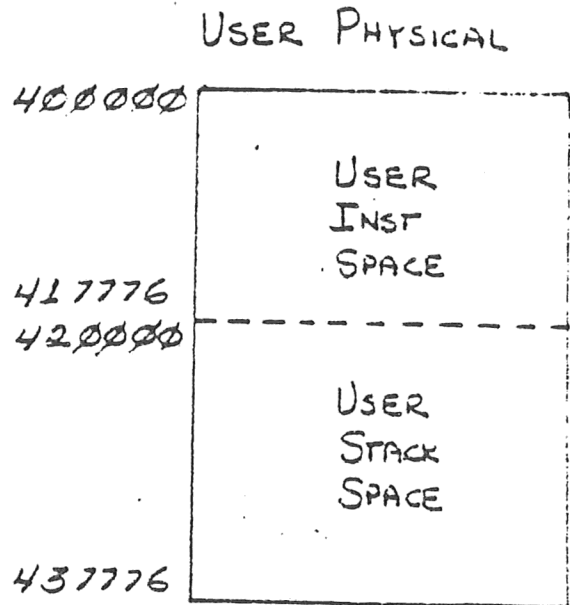 USER PHYSICAL
400000
USER
INST
SPACE
417776
420000
USER
STACK
SPACE
437776